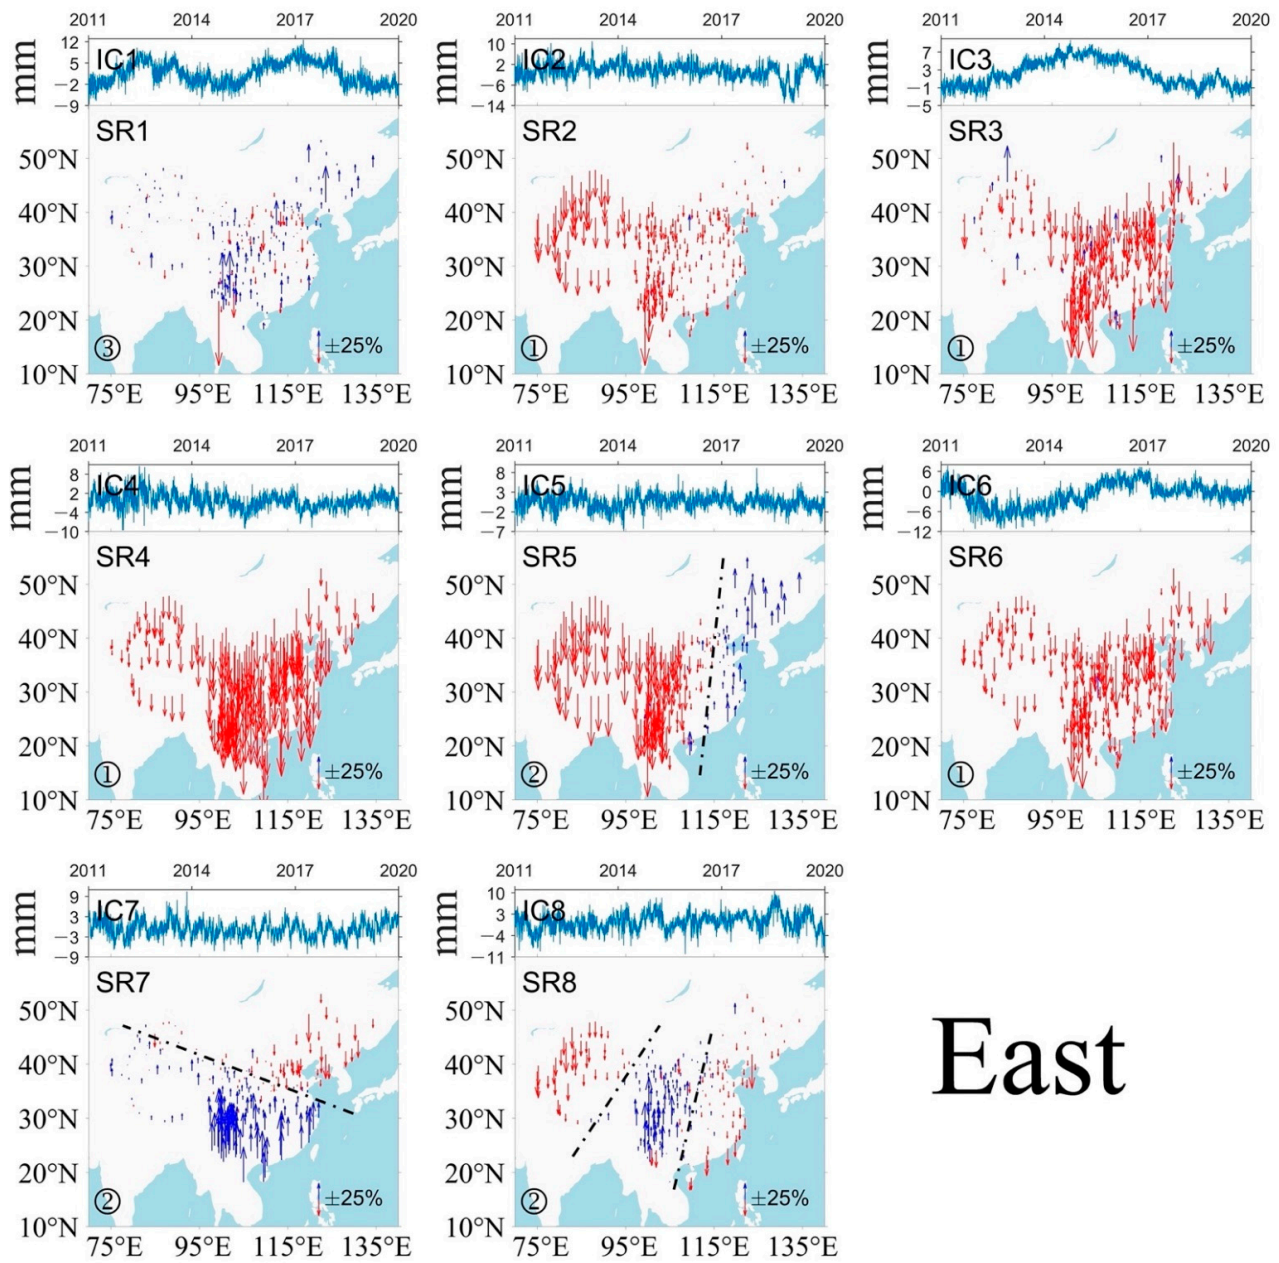 2011 2014 2017 2020 2011 2014 2017 2020 2011 2014 2017 2020
mm 12 5 −2 −9 IC1 mm 10 2 −6 −14 IC2 mm 7 3 −1 −5 IC3
SR1 SR2 SR3
50°N 50°N 50°N
40°N 40°N 40°N
30°N 30°N 30°N
20°N 20°N 20°N
③ ±25% ① ±25% ① ±25%
10°N 10°N 10°N
75°E 95°E 115°E 135°E 75°E 95°E 115°E 135°E 75°E 95°E 115°E 135°E
2011 2014 2017 2020 2011 2014 2017 2020 2011 2014 2017 2020
mm 8 2 −4 −10 IC4 mm 8 3 −2 −7 IC5 mm 6 0 −6 −12 IC6
SR4 SR5 SR6
50°N 50°N 50°N
40°N 40°N 40°N
30°N 30°N 30°N
20°N 20°N 20°N
① ±25% ② ±25% ① ±25%
10°N 10°N 10°N
75°E 95°E 115°E 135°E 75°E 95°E 115°E 135°E 75°E 95°E 115°E 135°E
2011 2014 2017 2020 2011 2014 2017 2020
mm 9 3 −3 −9 IC7 mm 10 3 −4 −11 IC8
SR7 SR8
50°N 50°N
40°N 40°N
East
30°N 30°N
20°N 20°N
② ±25% ② ±25%
10°N 10°N
75°E 95°E 115°E 135°E 75°E 95°E 115°E 135°E